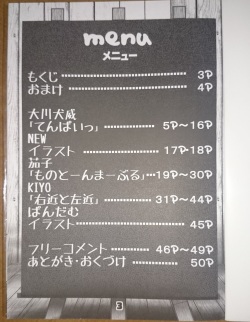 menu
メニュー
もくじ……………………3P
おまけ……………………4P
大川犬成
「てんぱいっ」…………5P〜16P
NEW
イラスト……………17P・18P
茄子
「ものとーんまーぶる」…19P〜30P
KIYO
「右近と左近」………31P〜44P
ぱんだむ
イラスト…………………45P
フリーコメント…………46P〜49P
あとがき・おくづけ………50P
3